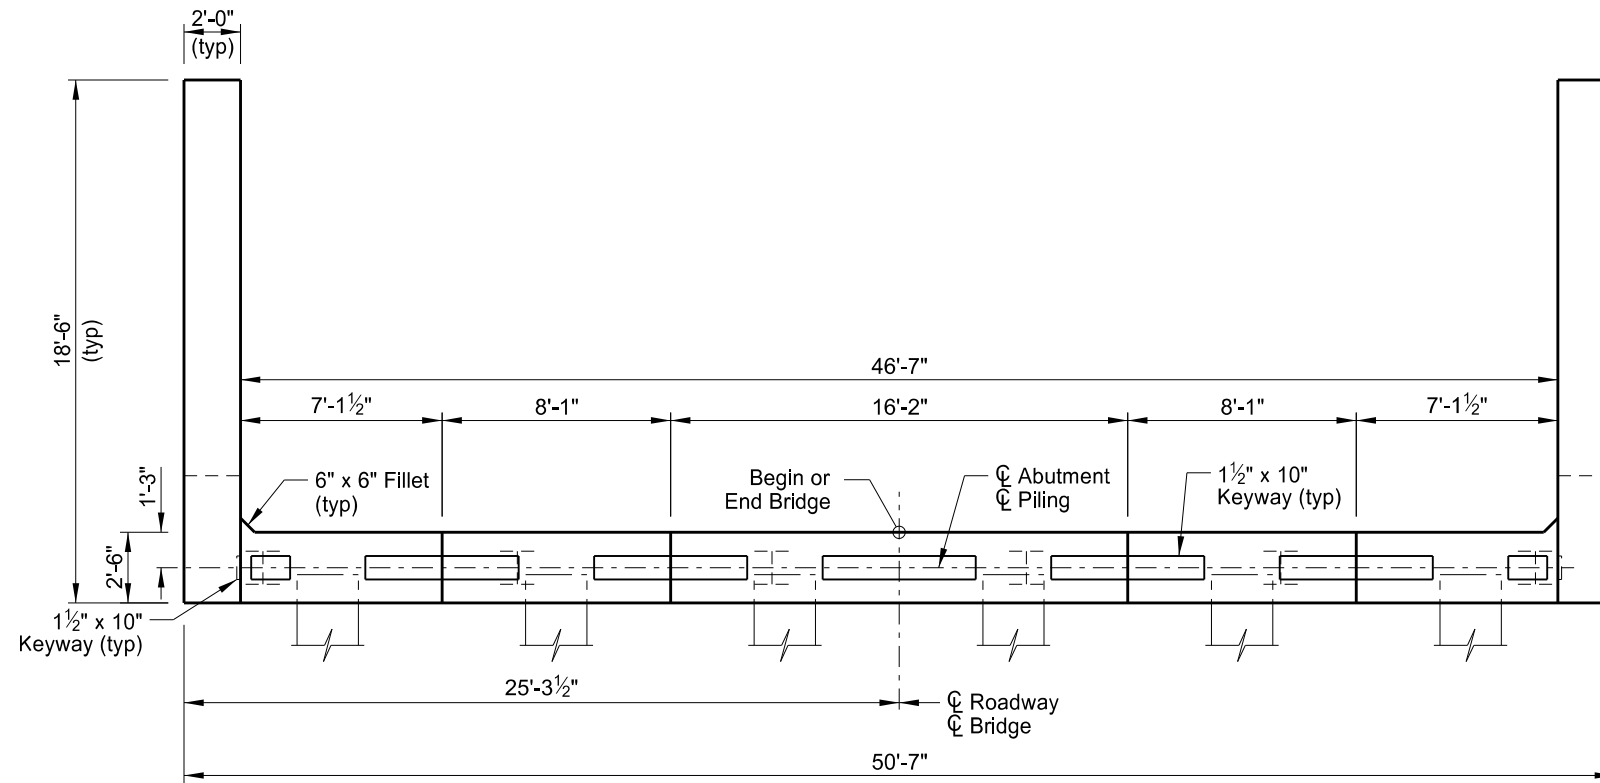 2'-0"
(typ)
18'-6"
(typ)
46'-7"
7'-1½"
8'-1"
16'-2"
8'-1"
7'-1½"
1'-3"
6" x 6" Fillet
(typ)
Begin or
End Bridge
℄ Abutment
℄ Piling
1½" x 10"
Keyway (typ)
2'-6"
1½" x 10"
Keyway (typ)
25'-3½"
℄ Roadway
℄ Bridge
50'-7"